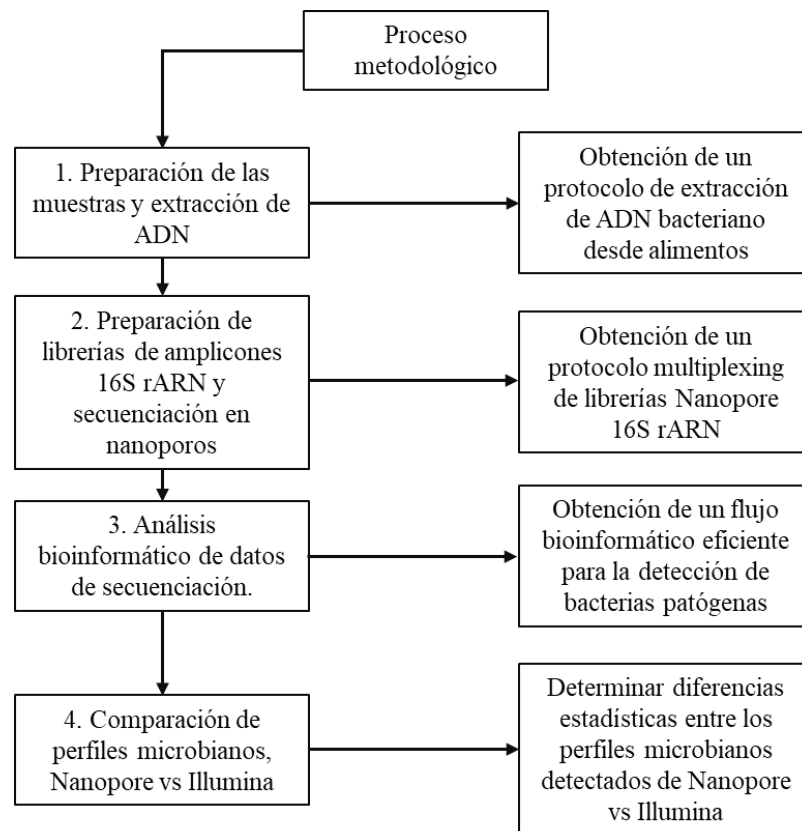 Proceso
metodológico
1. Preparación de las
muestras y extracción de
ADN
Obtención de un
protocolo de extracción
de ADN bacteriano
desde alimentos
2. Preparación de
librerías de amplicones
16S rARN y
secuenciación en
nanoporos
Obtención de un
protocolo multiplexing
de librerías Nanopore
16S rARN
3. Análisis
bioinformático de datos
de secuenciación.
Obtención de un flujo
bioinformático eficiente
para la detección de
bacterias patógenas
4. Comparación de
perfiles microbianos,
Nanopore vs Illumina
Determinar diferencias
estadísticas entre los
perfiles microbianos
detectados de Nanopore
vs Illumina